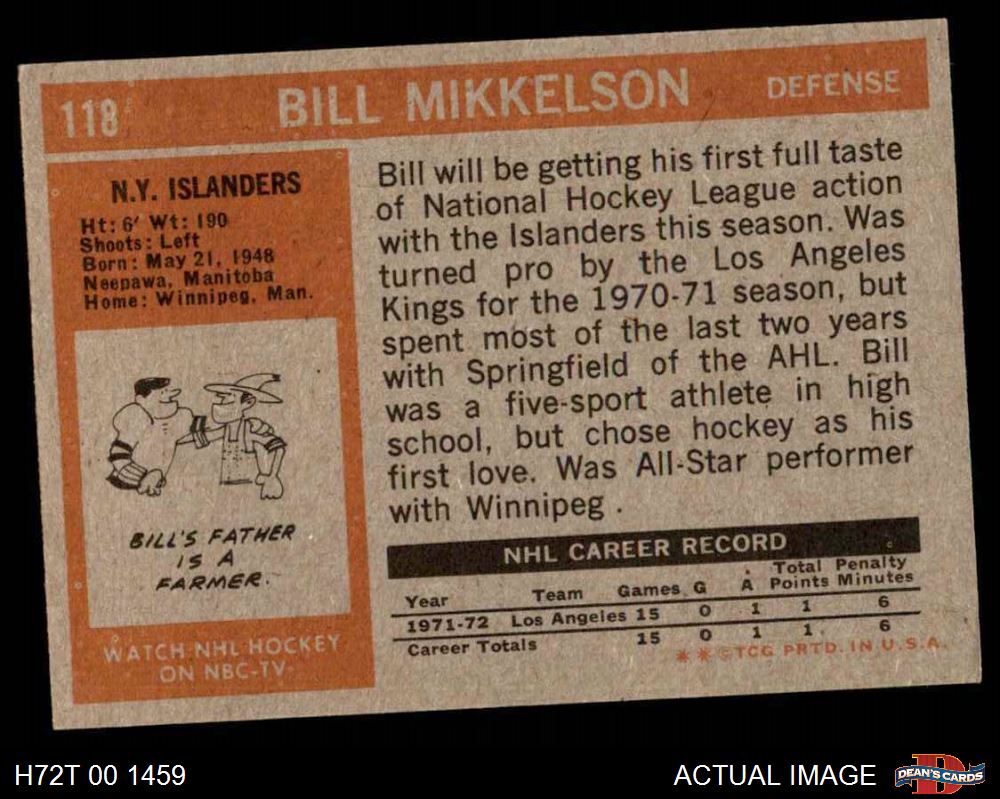 118 BILL MIKKELSON DEFENSE
N.Y. ISLANDERS
Ht: 6' Wt: 190
Shoots: Left
Born: May 21, 1948
Neepawa, Manitoba
Home: Winnipeg, Man.
BILL'S FATHER
IS A
FARMER.
WATCH NHL HOCKEY
ON NBC-TV
Bill will be getting his first full taste
of National Hockey League action
with the Islanders this season. Was
turned pro by the Los Angeles
Kings for the 1970-71 season, but
spent most of the last two years
with Springfield of the AHL. Bill
was a five-sport athlete in high
school, but chose hockey as his
first love. Was All-Star performer
with Winnipeg.
NHL CAREER RECORD
Year Team Games G A Total Points Penalty Minutes
1971-72 Los Angeles 15 0 1 1 6
Career Totals 15 0 1 1 6
** ©TCG PRTD. IN U.S.A.
H72T 00 1459
ACTUAL IMAGE
D
DEAN'S CARDS